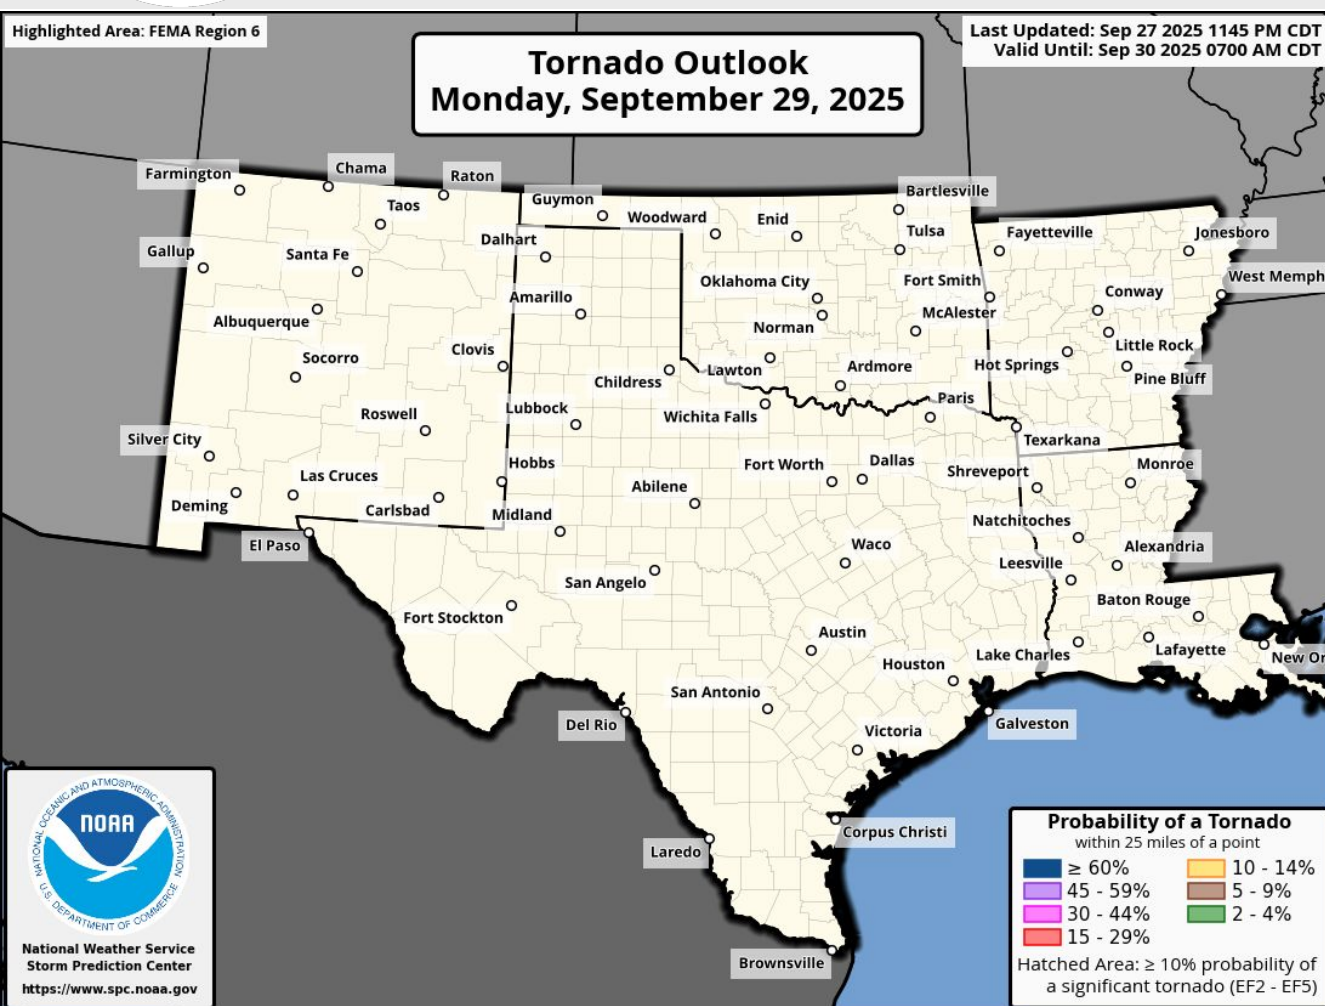 Highlighted Area: FEMA Region 6
Last Updated: Sep 27 2025 1145 PM CDT
Valid Until: Sep 30 2025 0700 AM CDT
Tornado Outlook
Monday, September 29, 2025
Farmington
Chama
Raton
Taos
Guymon
Woodward
Enid
Bartlesville
Tulsa
Fayetteville
Jonesboro
Gallup
Santa Fe
Dalhart
Oklahoma City
Fort Smith
West Memph
Amarillo
Conway
Albuquerque
Norman
McAlester
Little Rock
Socorro
Clovis
Childress
Lawton
Ardmore
Hot Springs
Pine Bluff
Roswell
Lubbock
Wichita Falls
Paris
Silver City
Texarkana
Las Cruces
Hobbs
Fort Worth
Dallas
Shreveport
Monroe
Deming
Carlsbad
Midland
Abilene
Natchitoches
El Paso
Waco
Alexandria
San Angelo
Leesville
Fort Stockton
Baton Rouge
Austin
Houston
Lake Charles
Lafayette
New Or
Del Rio
San Antonio
Galveston
Victoria
Corpus Christi
Laredo
Brownsville
NATIONAL OCEANIC AND ATMOSPHERIC ADMINISTRATION
NOAA
U.S. DEPARTMENT OF COMMERCE
National Weather Service
Storm Prediction Center
https://www.spc.noaa.gov
Probability of a Tornado
within 25 miles of a point
≥ 60%
45 - 59%
30 - 44%
15 - 29%
10 - 14%
5 - 9%
2 - 4%
Hatched Area: ≥ 10% probability of
a significant tornado (EF2 - EF5)